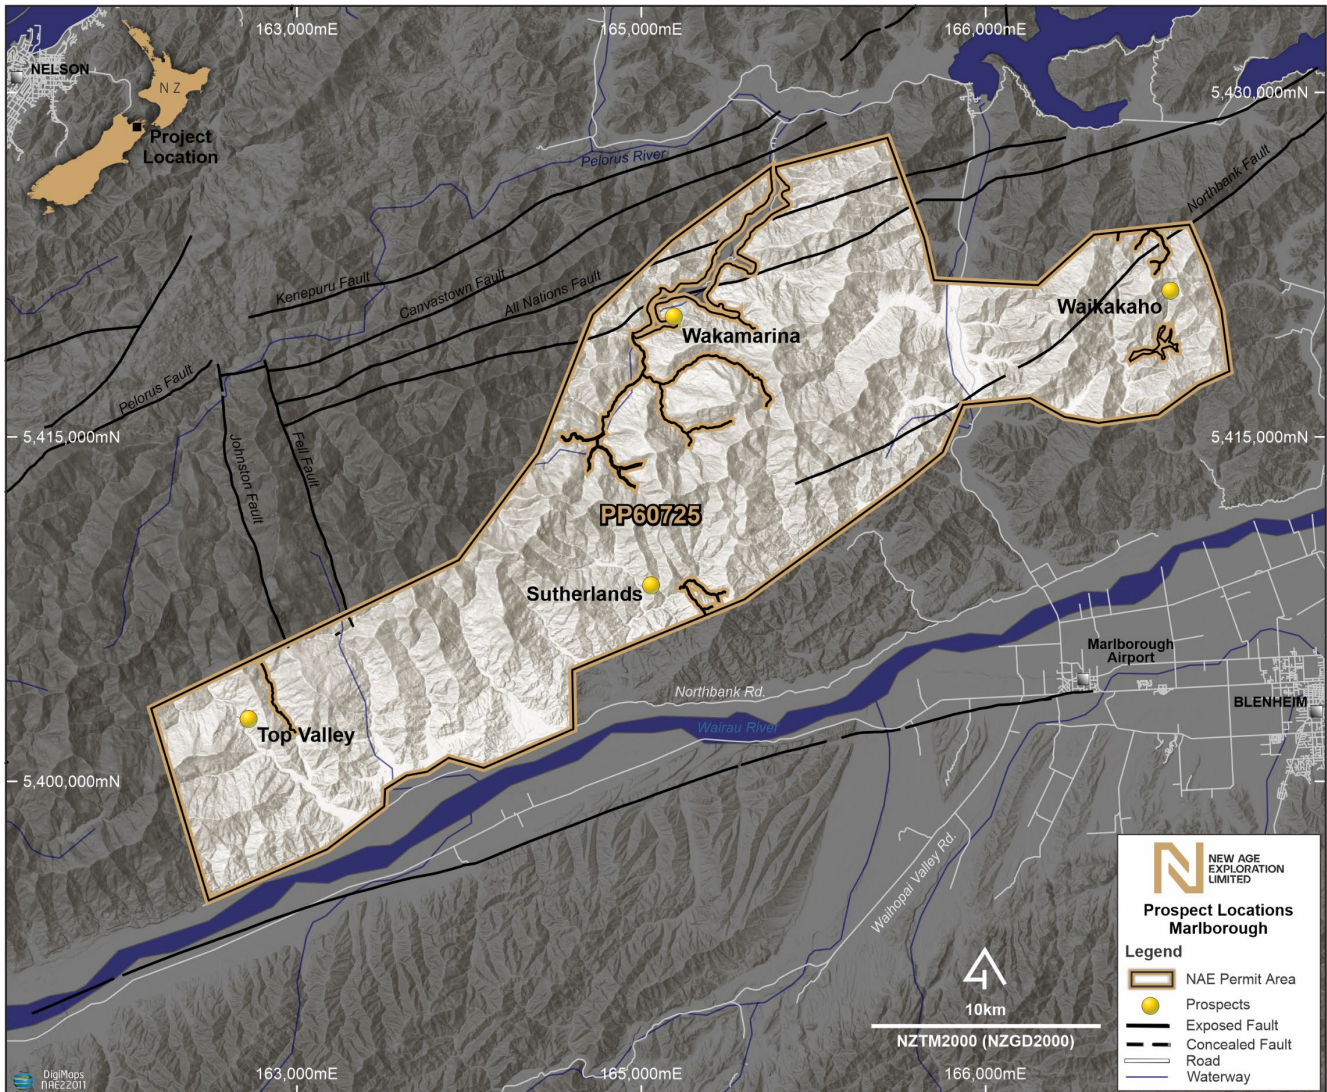 163,000mE
165,000mE
166,000mE
NELSON
N Z
Project
Location
5,430,000mN
Pelorus River
Northbank Fault
Kenepuru Fault
Canvastown Fault
All Nations Fault
Waikakaho
Wakamarina
Pelorus Fault
Johnston Fault
Fell Fault
5,415,000mN
5,415,000mN
PP60725
Sutherlands
Marlborough
Airport
Northbank Rd.
BLENHEIM
Wairau River
Top Valley
5,400,000mN
Waihopai Valley Rd.
NEW AGE
EXPLORATION
LIMITED
Prospect Locations
Marlborough
Legend
NAE Permit Area
Prospects
Exposed Fault
Concealed Fault
Road
Waterway
10km
NZTM2000 (NZGD2000)
DigiMaps
NAE22011
163,000mE
165,000mE
166,000mE